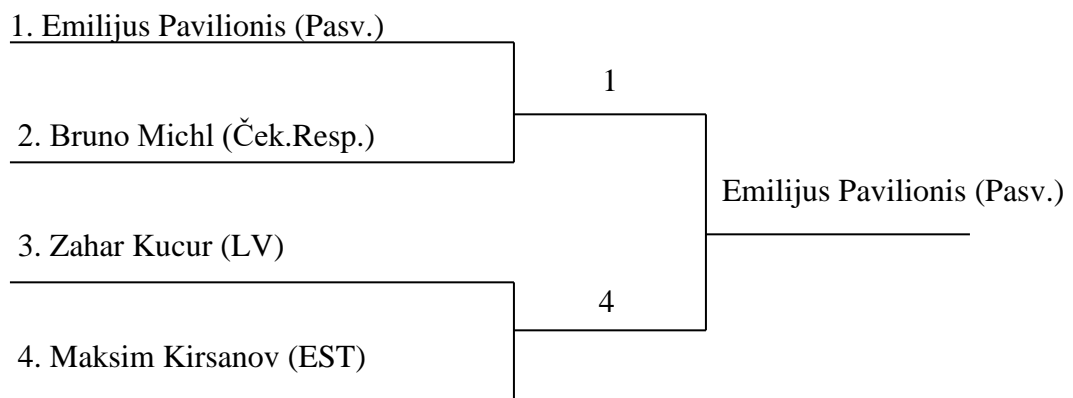 1. Emilijus Pavilionis (Pasv.)
1
2. Bruno Michl (Ček.Resp.)
Emilijus Pavilionis (Pasv.)
3. Zahar Kucur (LV)
4
4. Maksim Kirsanov (EST)